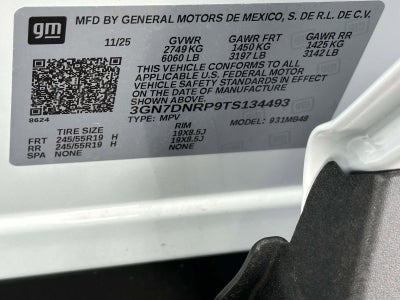 gm
MFD BY GENERAL MOTORS DE MEXICO, S. DE R.L. DE C.V.
11/25 GVWR GAWR FRT GAWR RR
2749 KG 1450 KG 1425 KG
6060 LB 3197 LB 3142 LB
THIS VEHICLE CONFORMS TO ALL
APPLICABLE U.S. FEDERAL MOTOR
VEHICLE SAFETY STANDARDS IN EFFECT
ON THE DATE OF MANUFACTURE
SHOWN ABOVE.
3GN7DNRP9TS134493
TYPE: MPV MODEL: 931MB48
8624
TIRE SIZE RIM
FRT 245/55R19 H 19X8.5J
RR 245/55R19 H 19X8.5J
SPA NONE NONE